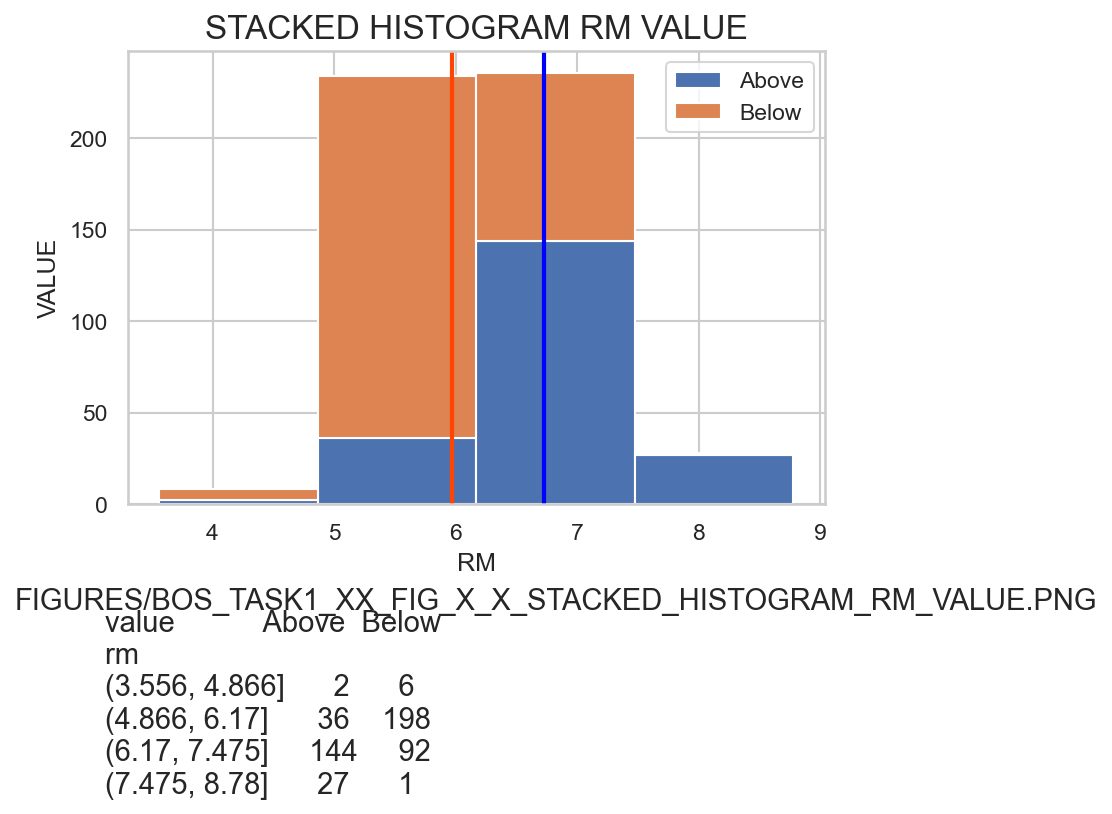 STACKED HISTOGRAM RM VALUE
Above
Below
200
150
100
50
0
VALUE
4 5 6 7 8 9
RM
FIGURES/BOS_TASK1_XX_FIG_X_X_STACKED_HISTOGRAM_RM_VALUE.PNG
value Above Below
rm
(3.556, 4.866] 2 6
(4.866, 6.17] 36 198
(6.17, 7.475] 144 92
(7.475, 8.78] 27 1